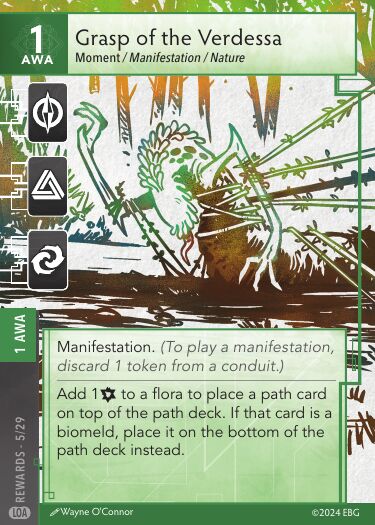 1
AWA
Grasp of the Verdessa
Moment / Manifestation / Nature
1 AWA
Manifestation. (To play a manifestation,
discard 1 token from a conduit.)
Add 1 to a flora to place a path card
on top of the path deck. If that card is a
biomeld, place it on the bottom of the
path deck instead.
LOA REWARDS - 5/29
Wayne O'Connor
©2024 EBG